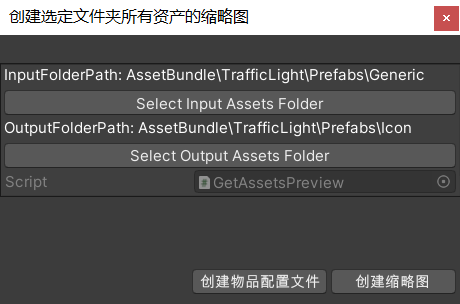 创建选定文件夹所有资产的缩略图
InputFolderPath: AssetBundle\TrafficLight\Prefabs\Generic
Select Input Assets Folder
OutputFolderPath: AssetBundle\TrafficLight\Prefabs\Icon
Select Output Assets Folder
Script GetAssetsPreview
创建物品配置文件 创建缩略图